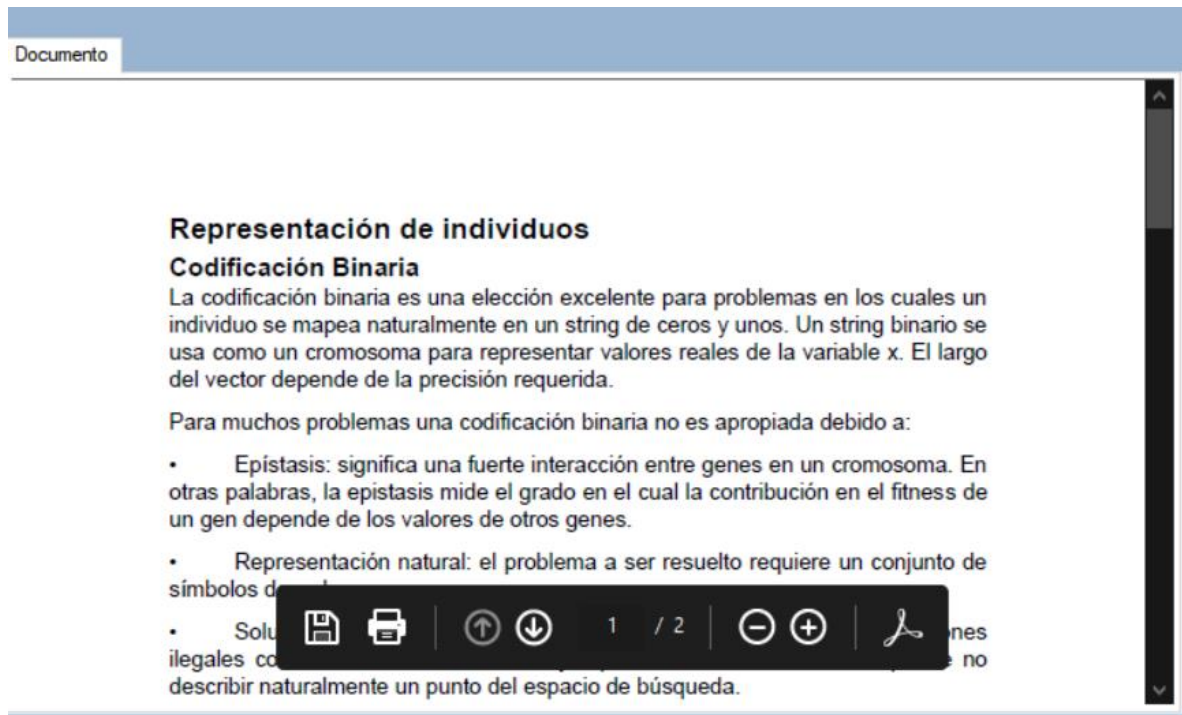 Documento
Representación de individuos
Codificación Binaria
La codificación binaria es una elección excelente para problemas en los cuales un
individuo se mapea naturalmente en un string de ceros y unos. Un string binario se
usa como un cromosoma para representar valores reales de la variable x. El largo
del vector depende de la precisión requerida.
Para muchos problemas una codificación binaria no es apropiada debido a:
• Epístasis: significa una fuerte interacción entre genes en un cromosoma. En
otras palabras, la epistasis mide el grado en el cual la contribución en el fitness de
un gen depende de los valores de otros genes.
• Representación natural: el problema a ser resuelto requiere un conjunto de
símbolos
1 / 2
•
ilegales no
describir naturalmente un punto del espacio de búsqueda.